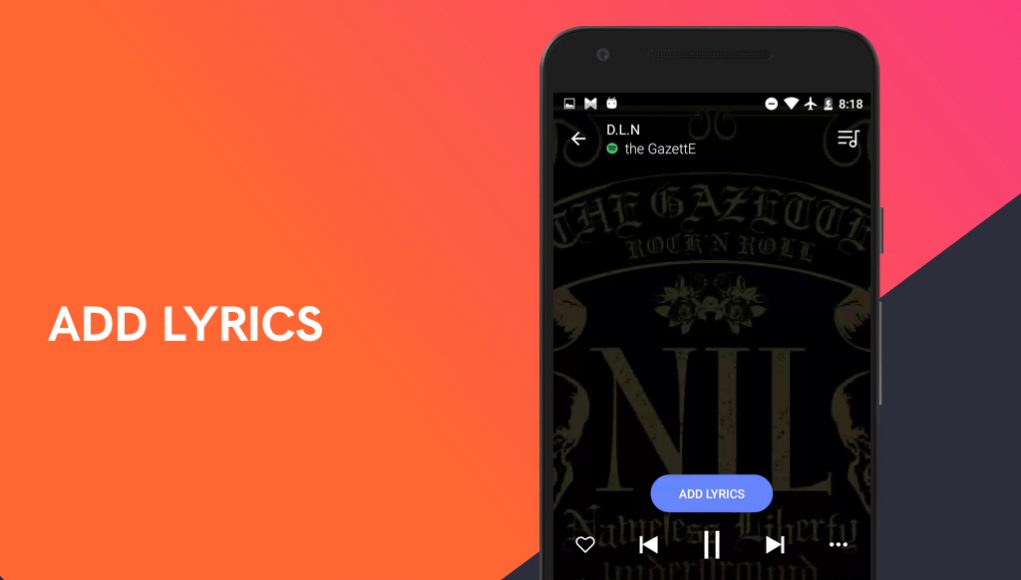 8:18
D.L.N
the GazettE
THE GAZETTE
ROCK'N ROLL
ADD LYRICS
NIL
ADD LYRICS
Nameless Liberty
underground